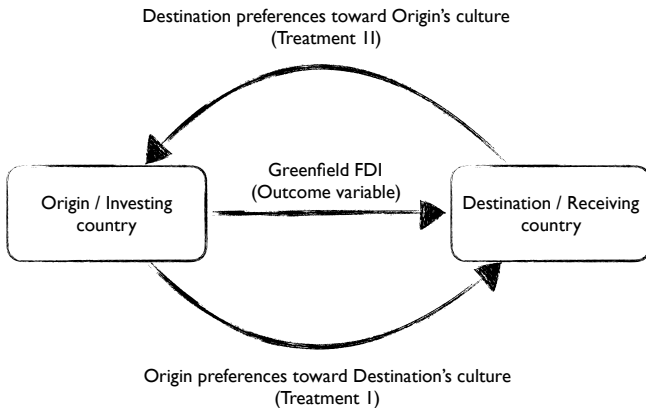 Destination preferences toward Origin's culture
(Treatment II)
Greenfield FDI
(Outcome variable)
Origin / Investing
country
Destination / Receiving
country
Origin preferences toward Destination's culture
(Treatment I)